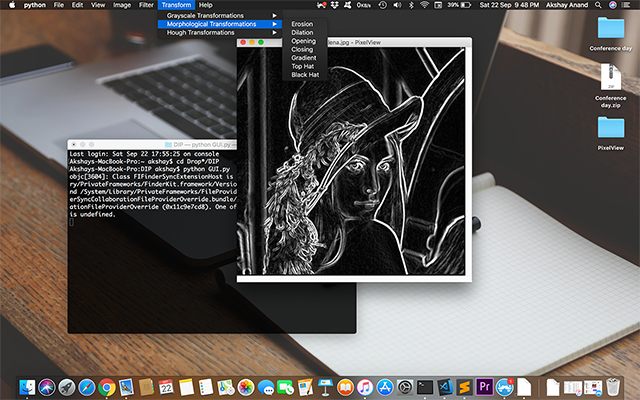 python File Edit View Image Filter Transform Help
39% Sat 22 Sep 9:48 PM Akshay Anand
Grayscale Transformations
Morphological Transformations
Hough Transformations
Erosion
Dilation
Opening
Closing
Gradient
Top Hat
Black Hat
lena.jpg - PixelView
Conference day
Conference
day.zip
PixelView
DIP — python GUI.py
Last login: Sat Sep 22 17:55:25 on console
Akshays-MacBook-Pro:~ akshay$ cd Drop*/DIP
Akshays-MacBook-Pro:DIP akshay$ python GUI.py
objc[3604]: Class FIFinderSyncExtensionHost is
ry/PrivateFrameworks/FinderKit.framework/Versio
nd /System/Library/PrivateFrameworks/FileProvid
erSyncCollaborationFileProviderOverride.bundle/
ationFileProviderOverride (0x11c9e7cd8). One of
is undefined.
22
Pr